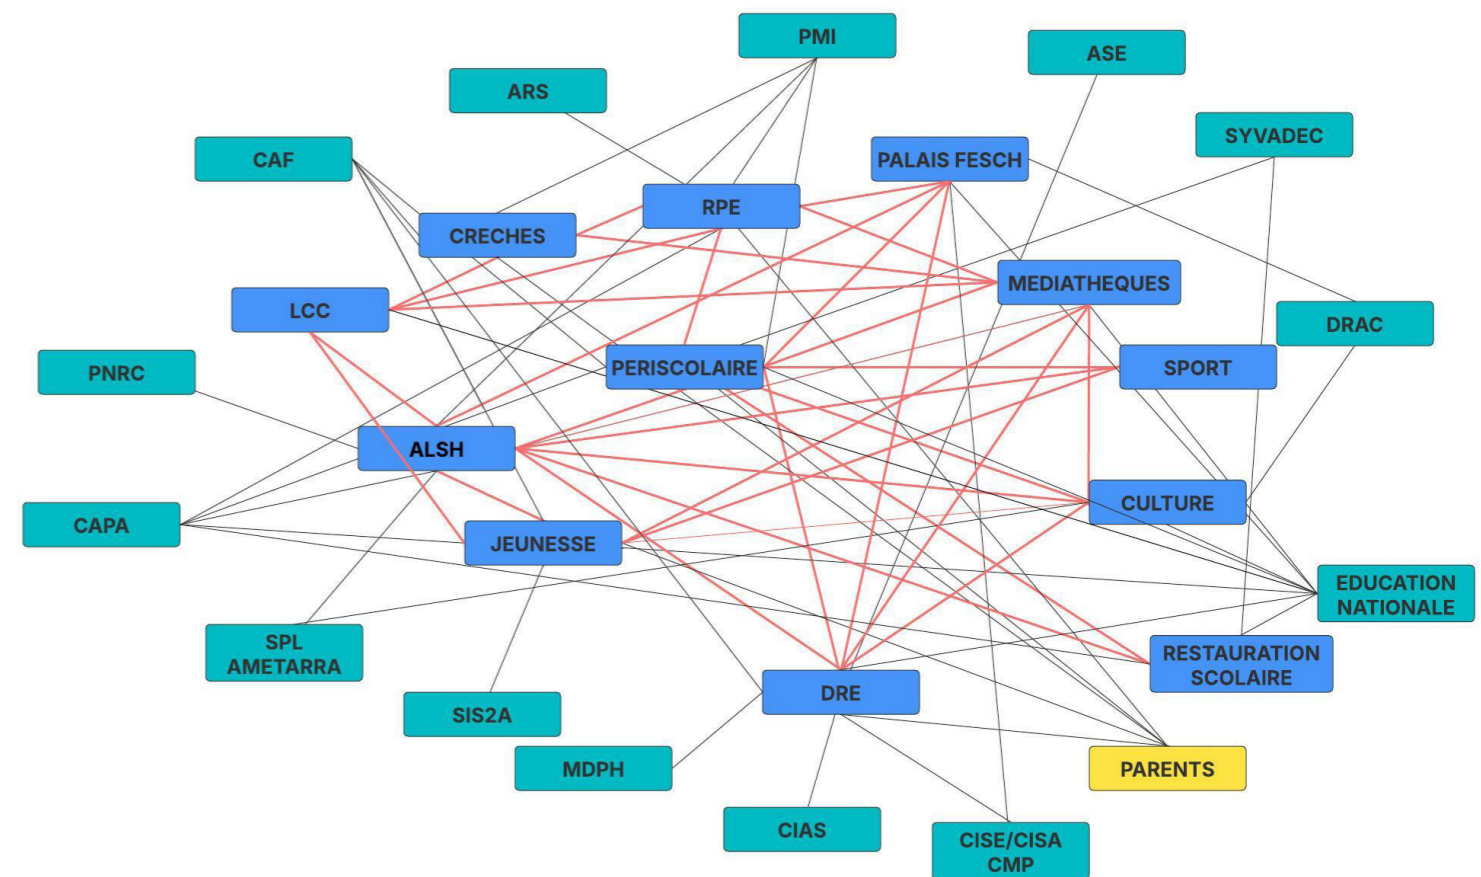 PMI
ASE
ARS
SYVADEC
CAF
PALAIS FESCH
RPE
CRECHES
MEDIATHEQUES
LCC
DRAC
PNRC
PERISCOLAIRE
SPORT
ALSH
CULTURE
CAPA
JEUNESSE
EDUCATION
NATIONALE
SPL
AMETARRA
RESTAURATION
SCOLAIRE
DRE
SIS2A
MDPH
PARENTS
CIAS
CISE/CISA
CMP